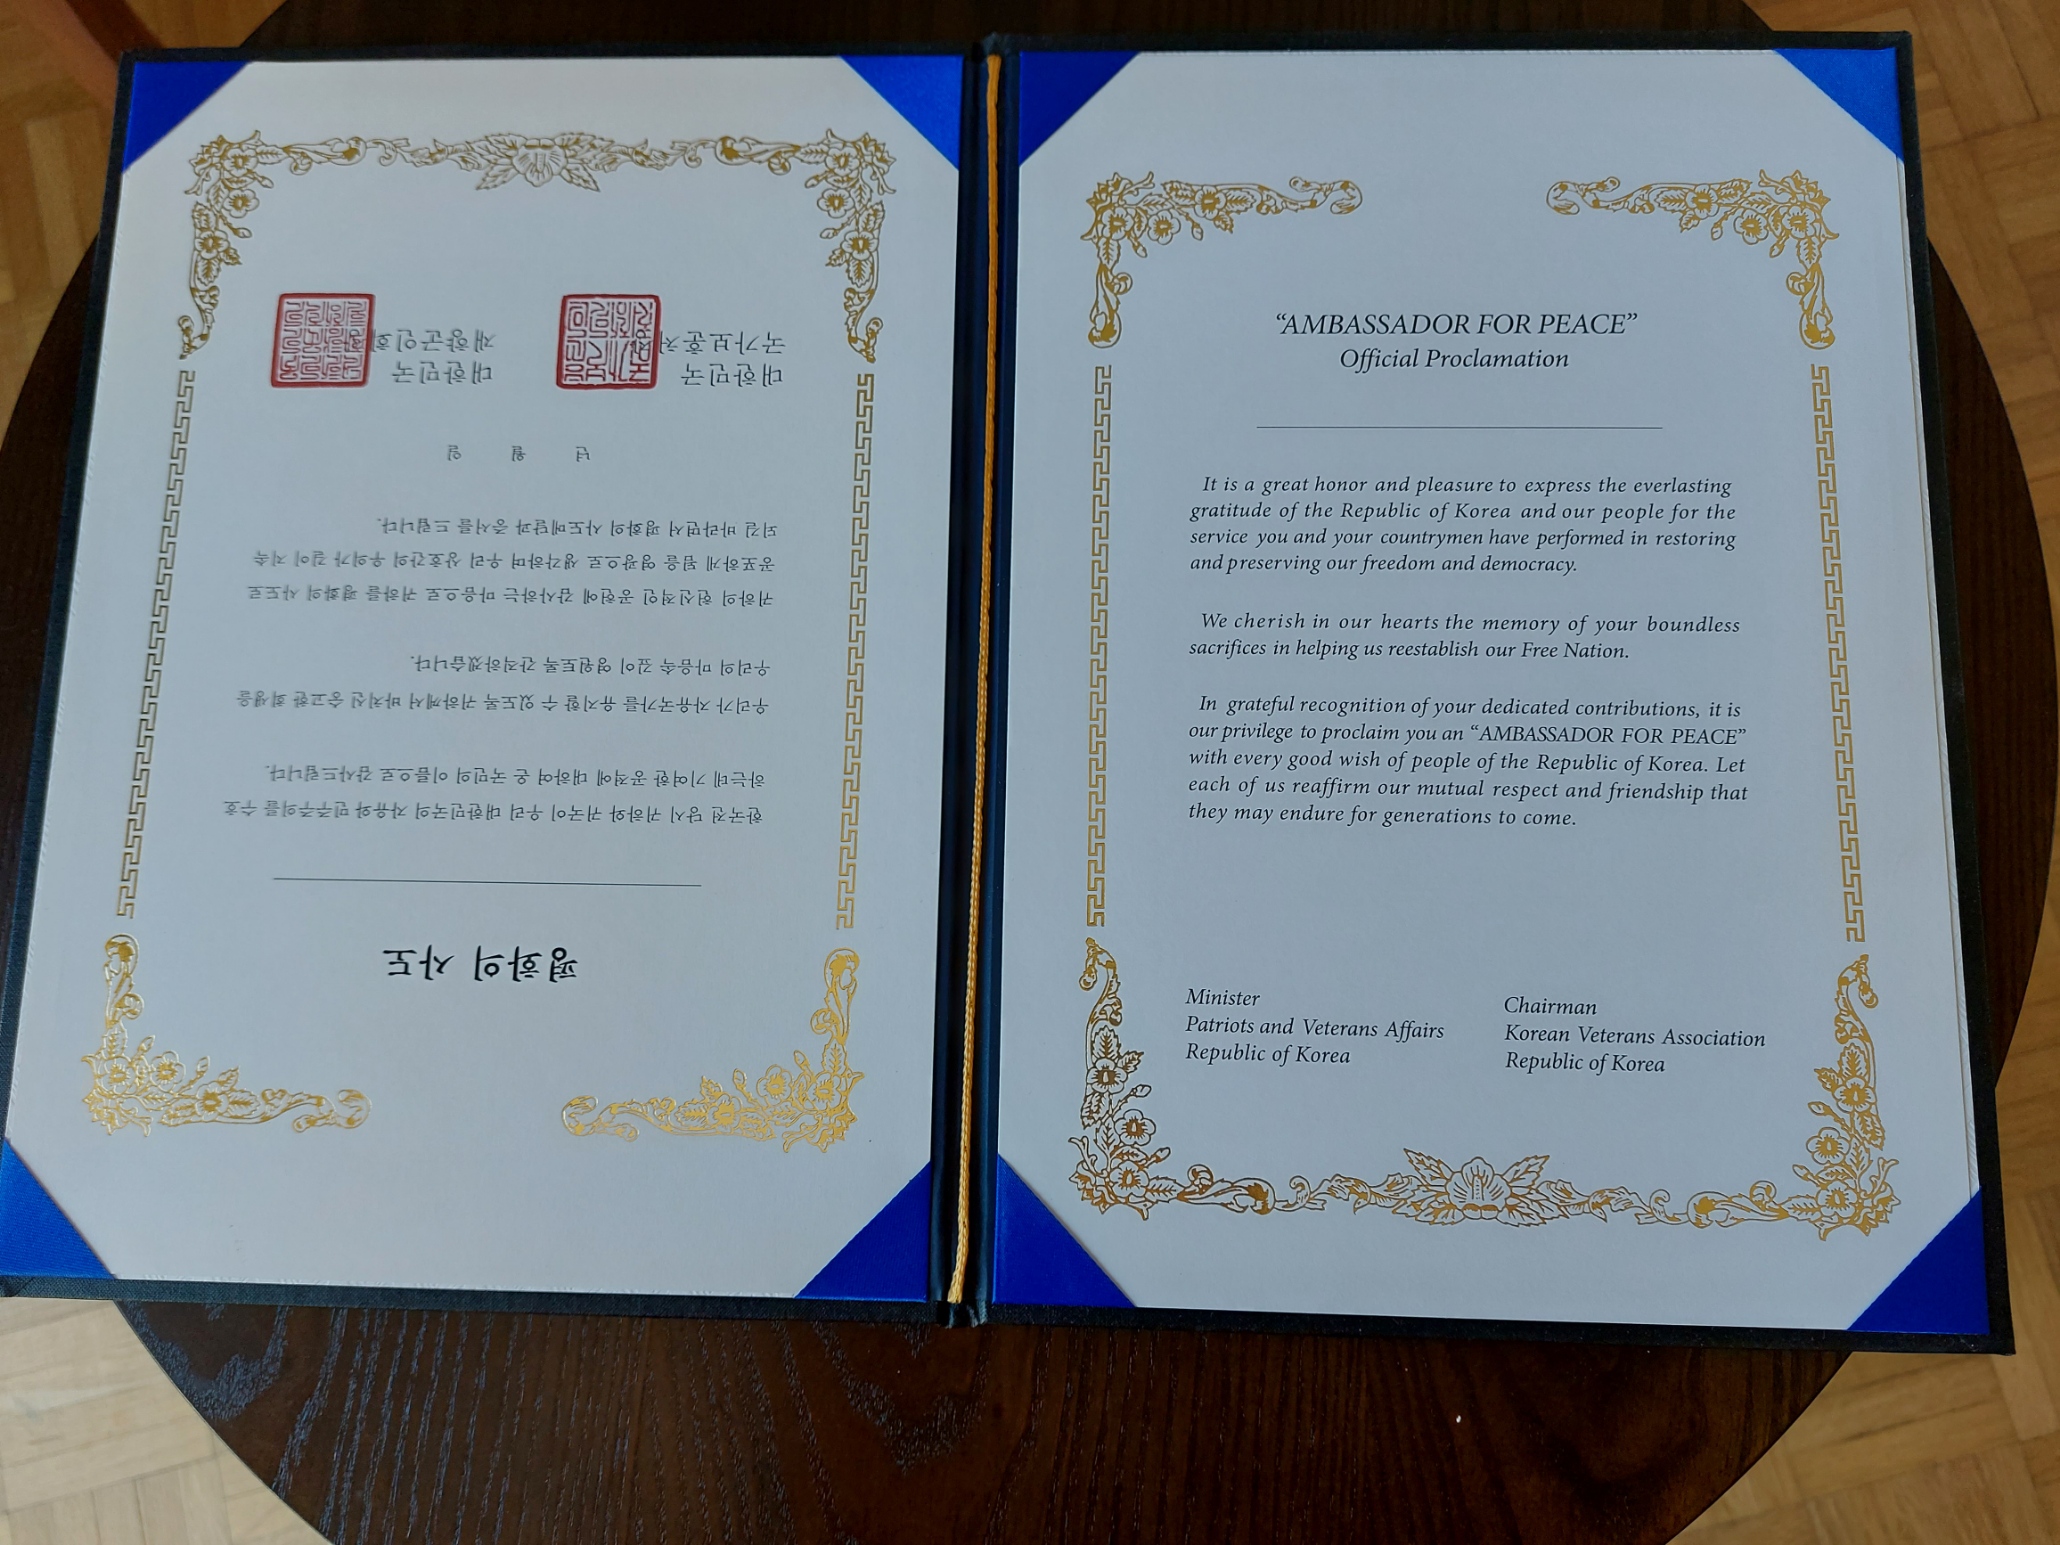 평화의 사도
한국전 당시 귀하와 귀국이 우리 대한민국의 자유와 민주주의를 수호
하는데 기여한 공적에 대하여 온 국민의 이름으로 감사드립니다.
우리가 자유국가를 유지할 수 있도록 귀하께서 바치신 숭고한 희생을
우리의 마음속 깊이 영원토록 간직하겠습니다.
귀하의 헌신적인 공헌에 감사하는 마음으로 귀하를 평화의 사도로
공포하게 됨을 영광으로 생각하며 우리 상호간의 우의가 길이 지속
되길 바라면서 평화의 사도메달과 증서를 드립니다.
년 월 일
대한민국
국가보훈처
대한민국
재향군인회
“AMBASSADOR FOR PEACE”
Official Proclamation
It is a great honor and pleasure to express the everlasting
gratitude of the Republic of Korea and our people for the
service you and your countrymen have performed in restoring
and preserving our freedom and democracy.
We cherish in our hearts the memory of your boundless
sacrifices in helping us reestablish our Free Nation.
In grateful recognition of your dedicated contributions, it is
our privilege to proclaim you an “AMBASSADOR FOR PEACE”
with every good wish of people of the Republic of Korea. Let
each of us reaffirm our mutual respect and friendship that
they may endure for generations to come.
Minister
Patriots and Veterans Affairs
Republic of Korea
Chairman
Korean Veterans Association
Republic of Korea